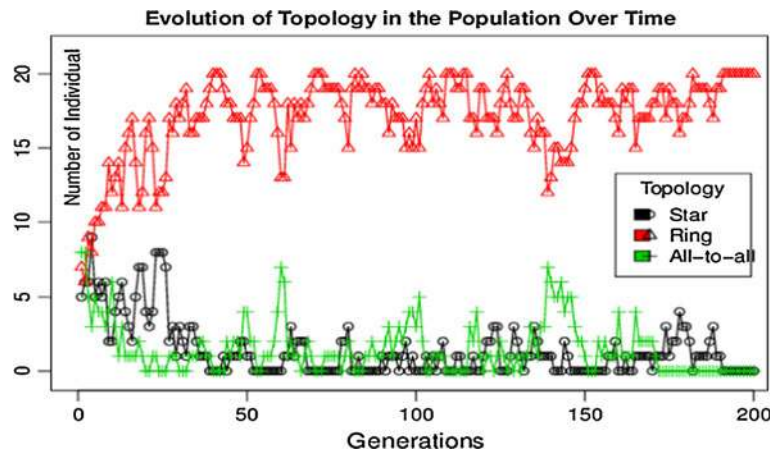 Evolution of Topology in the Population Over Time
Number of Individual
20
15
10
5
0
Topology
Star
Ring
All-to-all
0 50 100 150 200
Generations